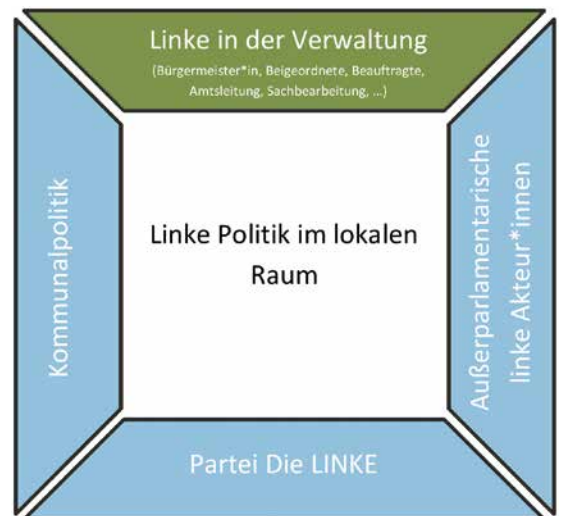 Linke in der Verwaltung
(Bürgermeister*in, Beigeordnete, Beauftragte,
Amtsleitung, Sachbearbeitung, ...)
Kommunalpolitik
Linke Politik im lokalen
Raum
Außerparlamentarische
linke Akteur*innen
Partei Die LINKE